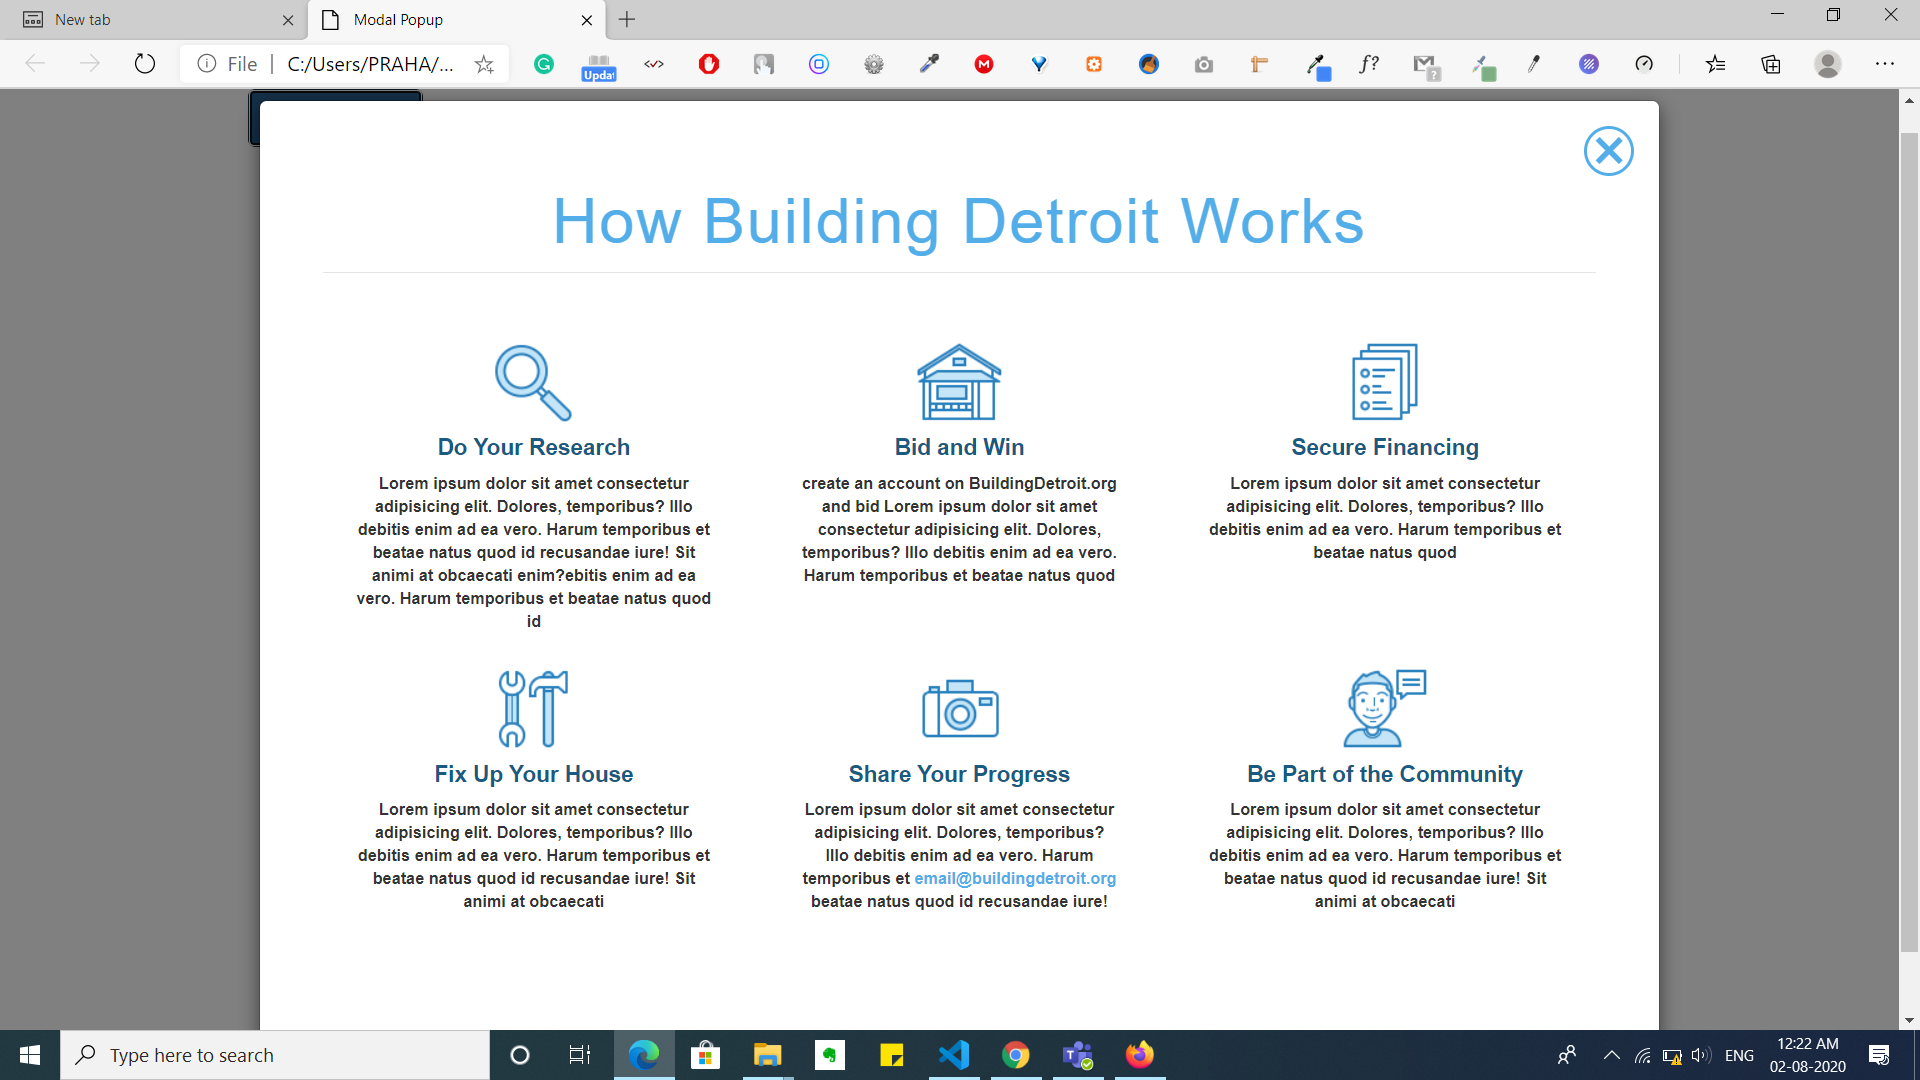 New tab
Modal Popup
File
C:/Users/PRAHA/...
Updat
f?
?
How Building Detroit Works
Do Your Research
Lorem ipsum dolor sit amet consectetur
adipisicing elit. Dolores, temporibus? Illo
debitis enim ad ea vero. Harum temporibus et
beatae natus quod id recusandae iure! Sit
animi at obcaecati enim?ebitis enim ad ea
vero. Harum temporibus et beatae natus quod
id
Bid and Win
create an account on BuildingDetroit.org
and bid Lorem ipsum dolor sit amet
consectetur adipisicing elit. Dolores,
temporibus? Illo debitis enim ad ea vero.
Harum temporibus et beatae natus quod
Secure Financing
Lorem ipsum dolor sit amet consectetur
adipisicing elit. Dolores, temporibus? Illo
debitis enim ad ea vero. Harum temporibus et
beatae natus quod
Fix Up Your House
Lorem ipsum dolor sit amet consectetur
adipisicing elit. Dolores, temporibus? Illo
debitis enim ad ea vero. Harum temporibus et
beatae natus quod id recusandae iure! Sit
animi at obcaecati
Share Your Progress
Lorem ipsum dolor sit amet consectetur
adipisicing elit. Dolores, temporibus?
Illo debitis enim ad ea vero. Harum
temporibus et email@buildingdetroit.org
beatae natus quod id recusandae iure!
Be Part of the Community
Lorem ipsum dolor sit amet consectetur
adipisicing elit. Dolores, temporibus? Illo
debitis enim ad ea vero. Harum temporibus et
beatae natus quod id recusandae iure! Sit
animi at obcaecati
Type here to search
ENG
12:22 AM
02-08-2020